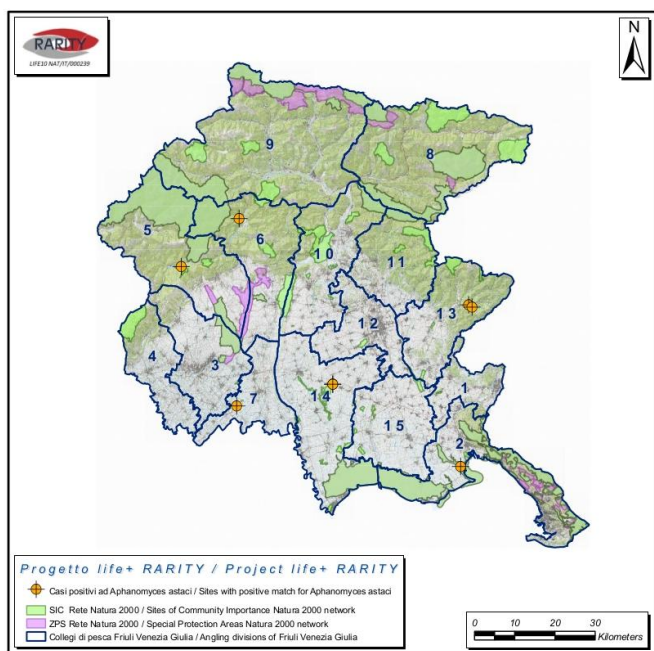 RARITY
LIFE10 NAT/IT/000239
N
9
8
5
6
10
11
13
12
4
3
7
14
1
15
2
Progetto life+ RARITY / Project life+ RARITY
Casi positivi ad Aphanomyces astaci / Sites with positive match for Aphanomyces astaci
SIC Rete Natura 2000 / Sites of Community Importance Natura 2000 network
ZPS Rete Natura 2000 / Special Protection Areas Natura 2000 network
Collegi di pesca Friuli Venezia Giulia / Angling divisions of Friuli Venezia Giulia
0 5 10 20 30
Kilometers